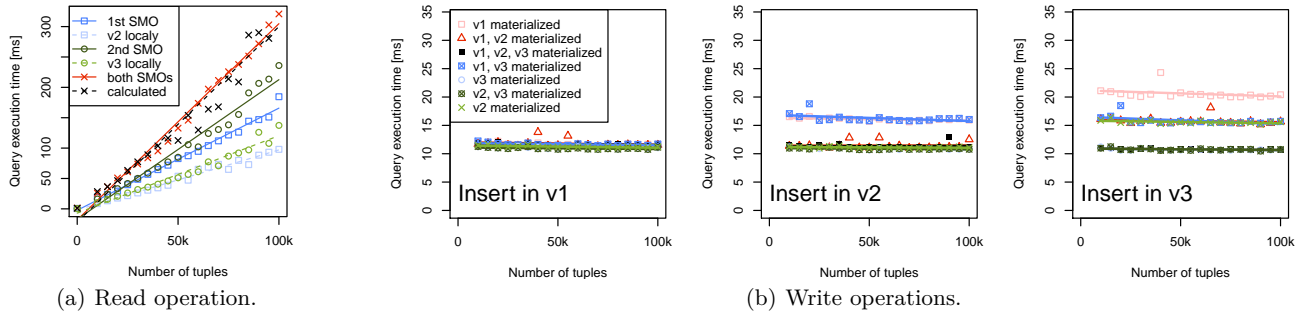 Query execution time [ms]
0
100
200
300
1st SMO
v2 localy
2nd SMO
v3 locally
both SMOs
calculated
0
50k
100k
Number of tuples
(a) Read operation.
Query execution time [ms]
0
5
10
15
20
25
30
35
v1 materialized
v1, v2 materialized
v1, v2, v3 materialized
v1, v3 materialized
v3 materialized
v2, v3 materialized
v2 materialized
Insert in v1
0
50k
100k
Number of tuples
Query execution time [ms]
0
5
10
15
20
25
30
35
Insert in v2
0
50k
100k
Number of tuples
Query execution time [ms]
0
5
10
15
20
25
30
35
Insert in v3
0
50k
100k
Number of tuples
(b) Write operations.